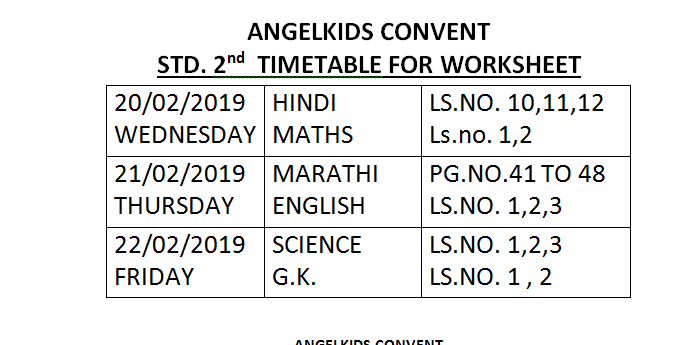 ANGELKIDS CONVENT
STD. 2nd TIMETABLE FOR WORKSHEET
20/02/2019 HINDI LS.NO. 10,11,12
WEDNESDAY MATHS Ls.no. 1,2
21/02/2019 MARATHI PG.NO.41 TO 48
THURSDAY ENGLISH LS.NO. 1,2,3
22/02/2019 SCIENCE LS.NO. 1,2,3
FRIDAY G.K. LS.NO. 1 , 2
ANGELKIDS CONVENT